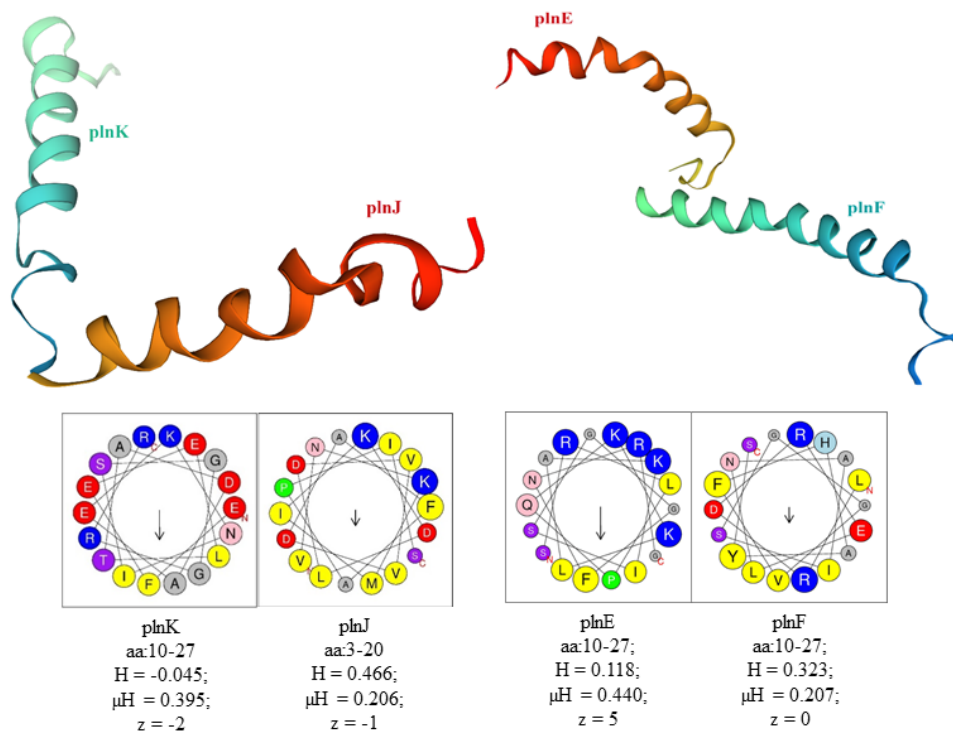 plnE
plnK
plnJ
plnF
A R K E
C
S G
E D
E E N
R N
T L
I F A G
N A K I
D V
P K
I F
D D
V S C
L A M V
R G K R
A K
N L
Q G
S K
S N G C
L F P I
S C G R H
N A
F L N
D G
S E
Y A
L V R I
plnK
aa:10-27
H = -0.045;
μH = 0.395;
z = -2
plnJ
aa:3-20
H = 0.466;
μH = 0.206;
z = -1
plnE
aa:10-27;
H = 0.118;
μH = 0.440;
z = 5
plnF
aa:10-27;
H = 0.323;
μH = 0.207;
z = 0